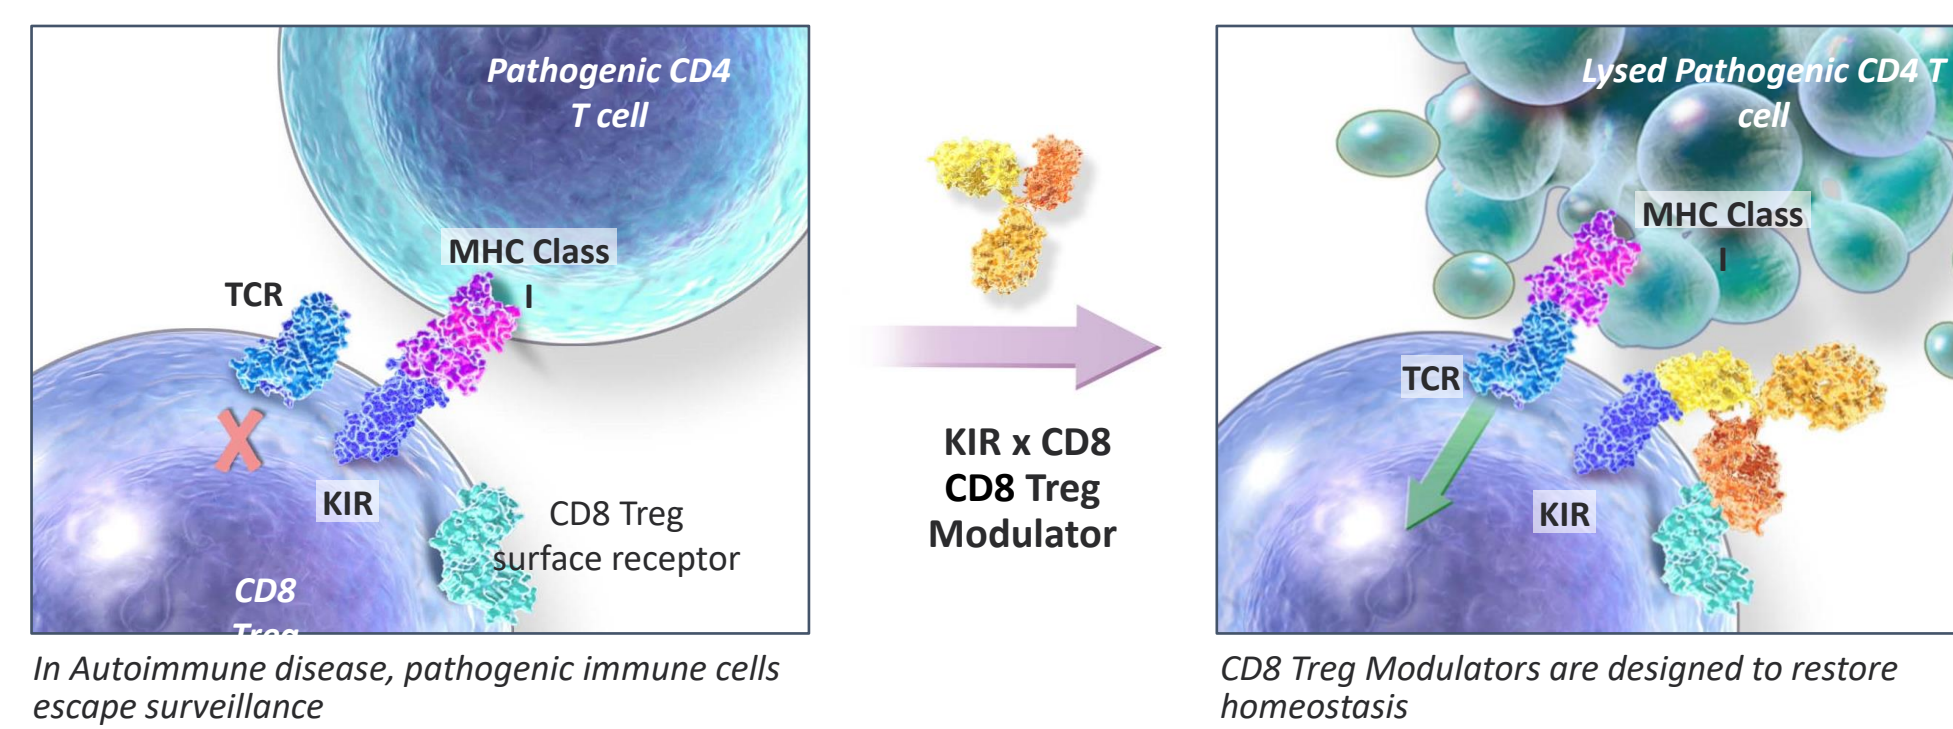 Pathogenic CD4
T cell
MHC Class
I
TCR
KIR
CD8 Treg
surface receptor
CD8
Treg
In Autoimmune disease, pathogenic immune cells
escape surveillance
KIR x CD8
CD8 Treg
Modulator
Lysed Pathogenic CD4 T
cell
MHC Class
I
TCR
KIR
CD8 Treg Modulators are designed to restore
homeostasis